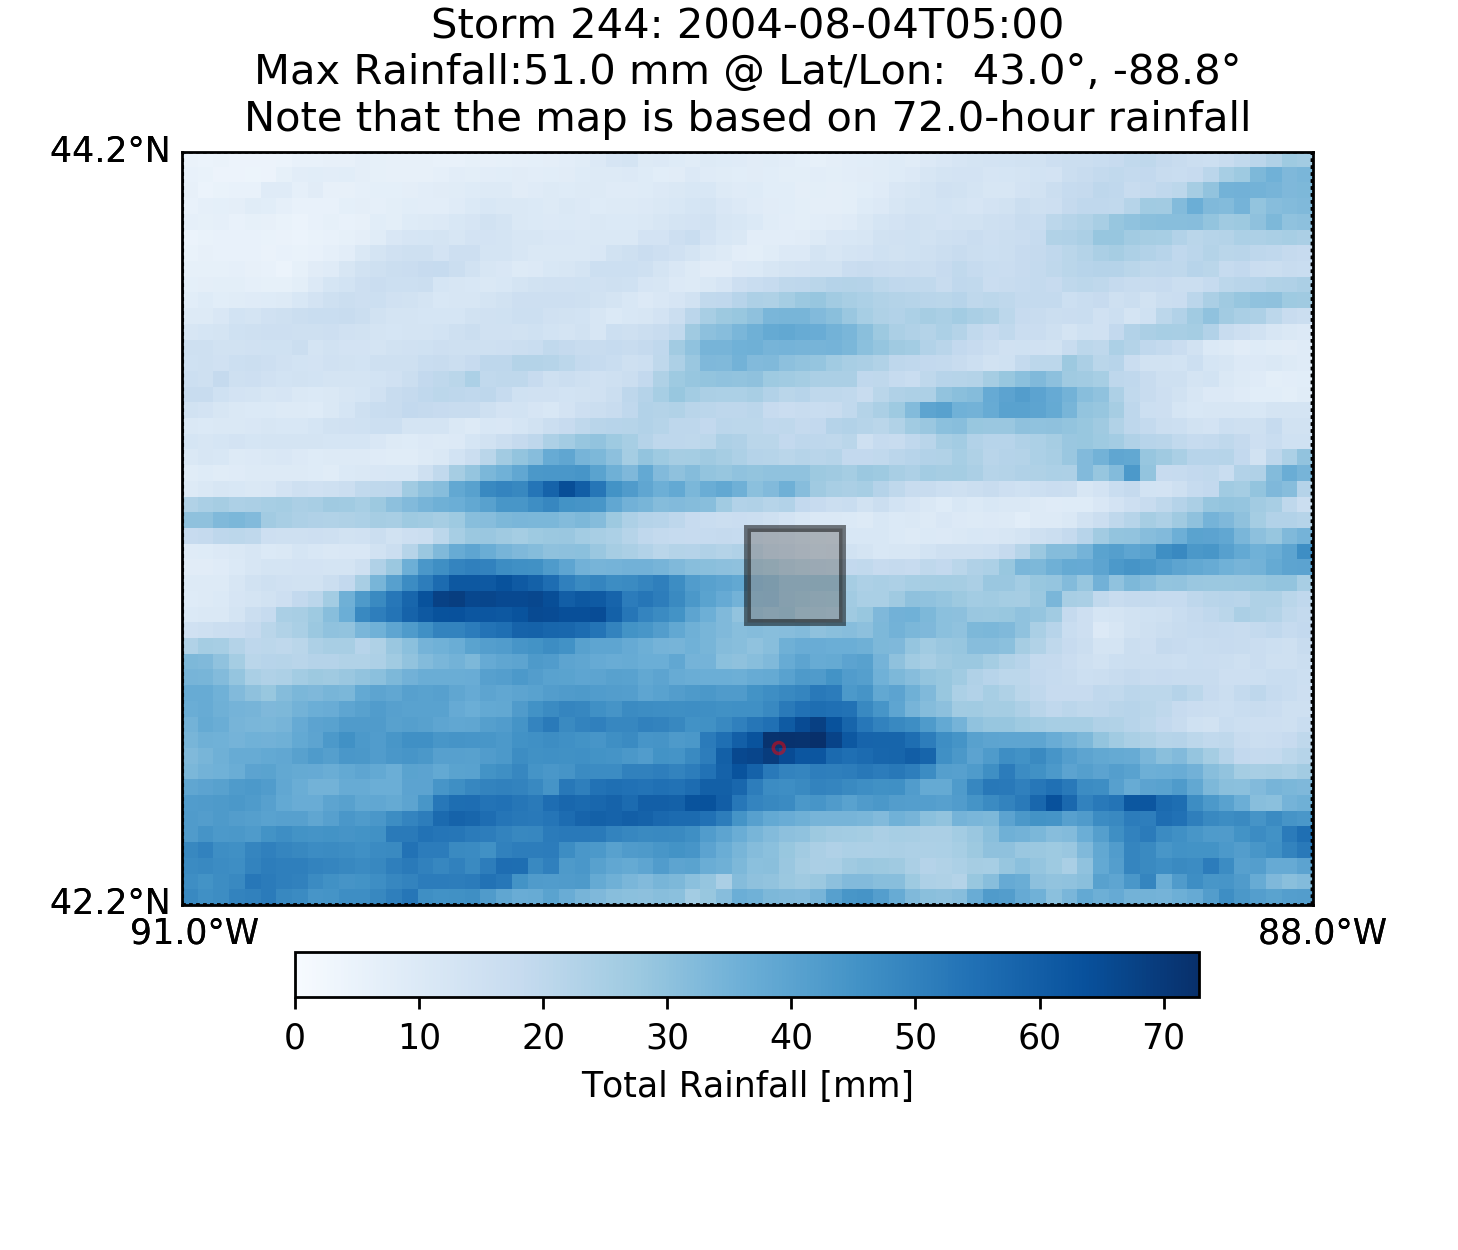 Storm 244: 2004-08-04T05:00
Max Rainfall:51.0 mm @ Lat/Lon:  43.0°, -88.8°
Note that the map is based on 72.0-hour rainfall
44.2°N
42.2°N
91.0°W 88.0°W
0 10 20 30 40 50 60 70
Total Rainfall [mm]